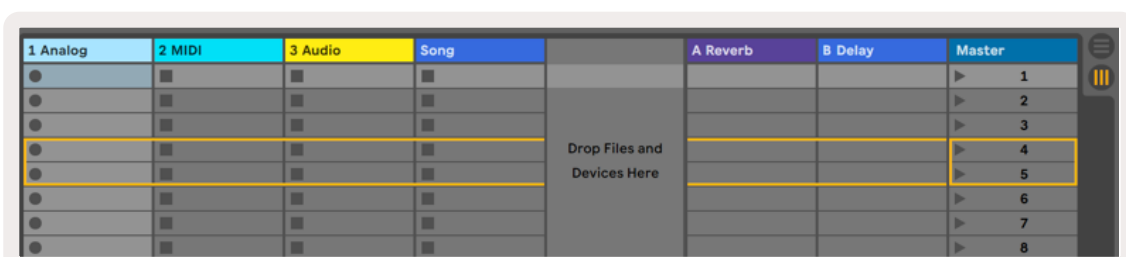 1 Analog 2 MIDI 3 Audio Song A Reverb B Delay Master
1
2
3
Drop Files and 4
Devices Here 5
6
7
8